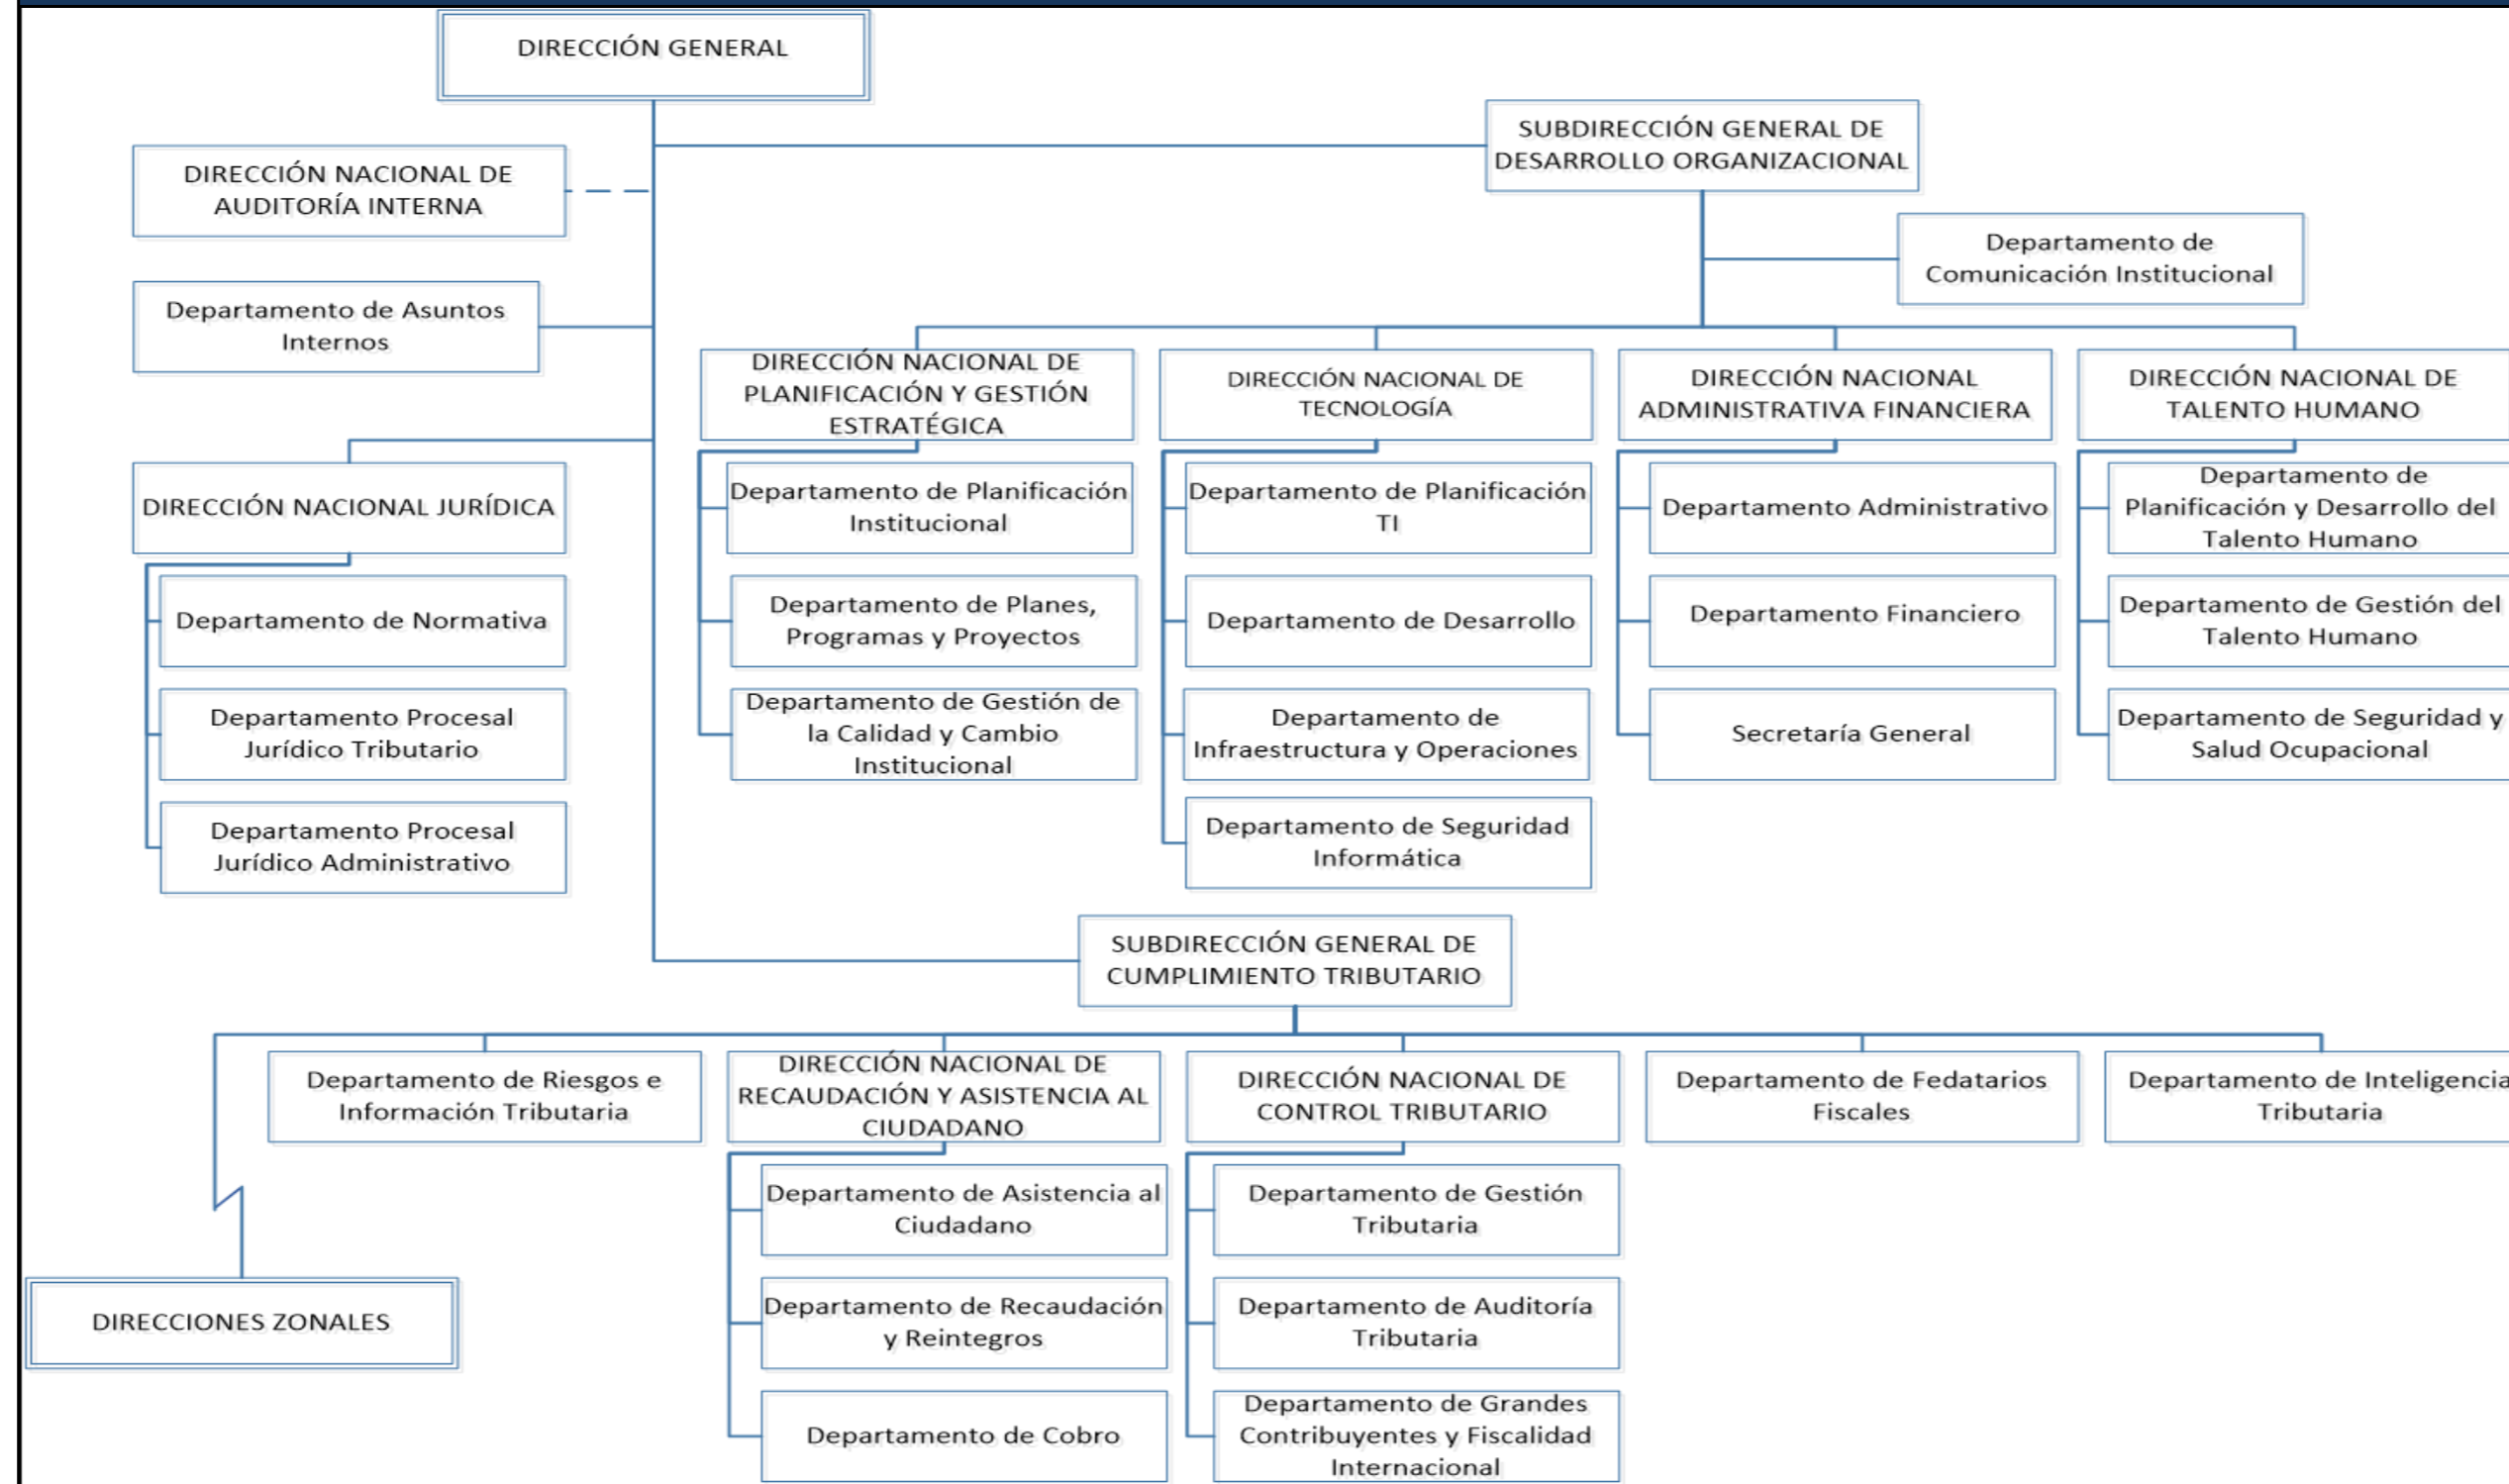 DIRECCIÓN GENERAL
SUBDIRECCIÓN GENERAL DE
DESARROLLO ORGANIZACIONAL
DIRECCIÓN NACIONAL DE
AUDITORÍA INTERNA
Departamento de
Comunicación Institucional
Departamento de Asuntos
Internos
DIRECCIÓN NACIONAL DE
PLANIFICACIÓN Y GESTIÓN
ESTRATÉGICA
DIRECCIÓN NACIONAL DE
TECNOLOGÍA
DIRECCIÓN NACIONAL
ADMINISTRATIVA FINANCIERA
DIRECCIÓN NACIONAL DE
TALENTO HUMANO
DIRECCIÓN NACIONAL JURÍDICA
Departamento de Normativa
Departamento Procesal
Jurídico Tributario
Departamento Procesal
Jurídico Administrativo
Departamento de Planificación
Institucional
Departamento de Planes,
Programas y Proyectos
Departamento de Gestión de
la Calidad y Cambio
Institucional
Departamento de Planificación
TI
Departamento de Desarrollo
Departamento de
Infraestructura y Operaciones
Departamento de Seguridad
Informática
Departamento Administrativo
Departamento Financiero
Secretaría General
Departamento de
Planificación y Desarrollo del
Talento Humano
Departamento de Gestión del
Talento Humano
Departamento de Seguridad y
Salud Ocupacional
SUBDIRECCIÓN GENERAL DE
CUMPLIMIENTO TRIBUTARIO
Departamento de Riesgos e
Información Tributaria
DIRECCIÓN NACIONAL DE
RECAUDACIÓN Y ASISTENCIA AL
CIUDADANO
DIRECCIÓN NACIONAL DE
CONTROL TRIBUTARIO
Departamento de Fedatarios
Fiscales
Departamento de Inteligencia
Tributaria
Departamento de Asistencia al
Ciudadano
Departamento de Recaudación
y Reintegros
Departamento de Cobro
Departamento de Gestión
Tributaria
Departamento de Auditoría
Tributaria
Departamento de Grandes
Contribuyentes y Fiscalidad
Internacional
DIRECCIONES ZONALES